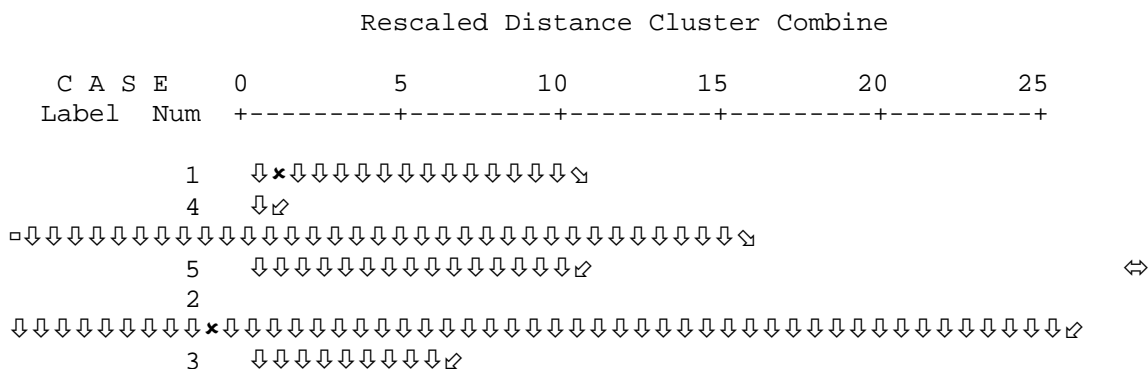 Rescaled Distance Cluster Combine
C A S E 0 5 10 15 20 25
Label Num +---------+---------+---------+---------+---------+
1 ⇩×⇩⇩⇩⇩⇩⇩⇩⇩⇩⇩⇩⇩⇩⬂
4 ⇩⬃
▫⇩⇩⇩⇩⇩⇩⇩⇩⇩⇩⇩⇩⇩⇩⇩⇩⇩⇩⇩⇩⇩⇩⇩⇩⇩⇩⇩⇩⇩⇩⇩⇩⇩⬂
5 ⇩⇩⇩⇩⇩⇩⇩⇩⇩⇩⇩⇩⇩⇩⇩⬃ ⬄
2
⇩⇩⇩⇩⇩⇩⇩⇩⇩×⇩⇩⇩⇩⇩⇩⇩⇩⇩⇩⇩⇩⇩⇩⇩⇩⇩⇩⇩⇩⇩⇩⇩⇩⇩⇩⇩⇩⇩⇩⇩⇩⇩⇩⇩⇩⇩⇩⇩⬃
3 ⇩⇩⇩⇩⇩⇩⇩⇩⇩⬃